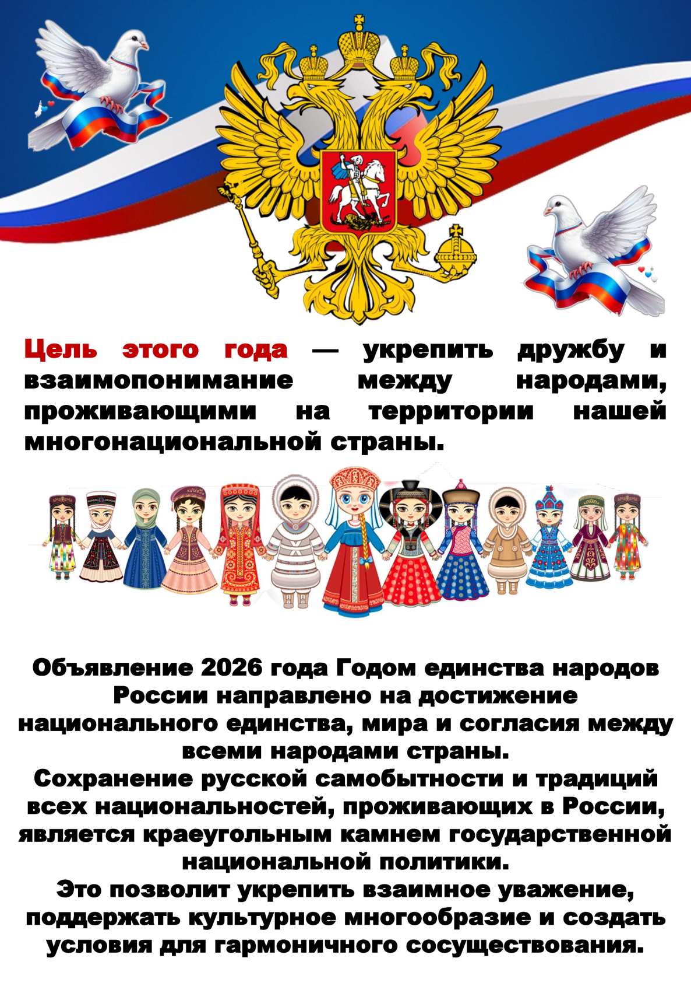 Цель этого года — укрепить дружбу и
взаимопонимание между народами,
проживающими на территории нашей
многонациональной страны.
Объявление 2026 года Годом единства народов
России направлено на достижение
национального единства, мира и согласия между
всеми народами страны.
Сохранение русской самобытности и традиций
всех национальностей, проживающих в России,
является краеугольным камнем государственной
национальной политики.
Это позволит укрепить взаимное уважение,
поддержать культурное многообразие и создать
условия для гармоничного сосуществования.